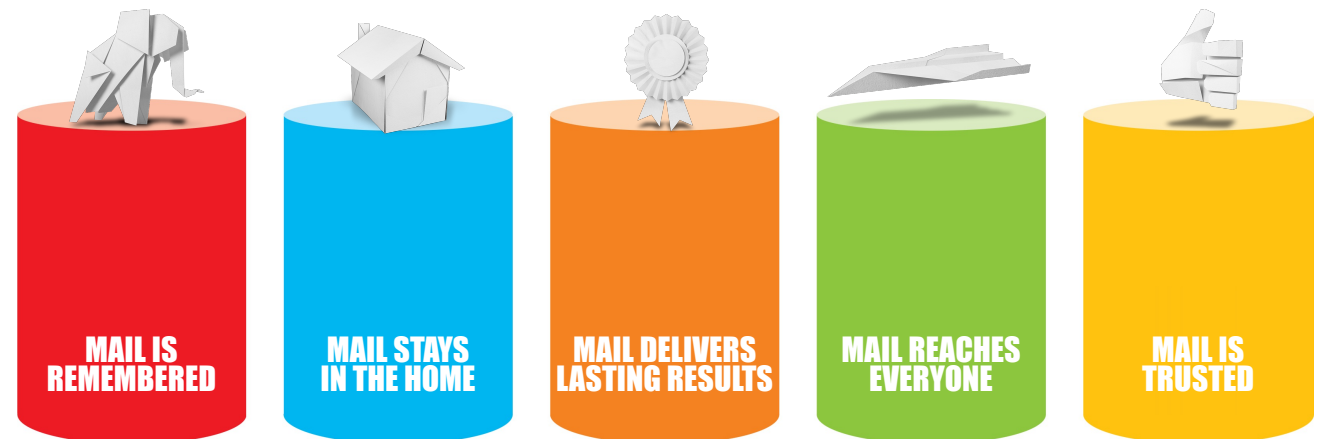 MAIL IS
REMEMBERED
MAIL STAYS
IN THE HOME
MAIL DELIVERS
LASTING RESULTS
MAIL REACHES
EVERYONE
MAIL IS
TRUSTED